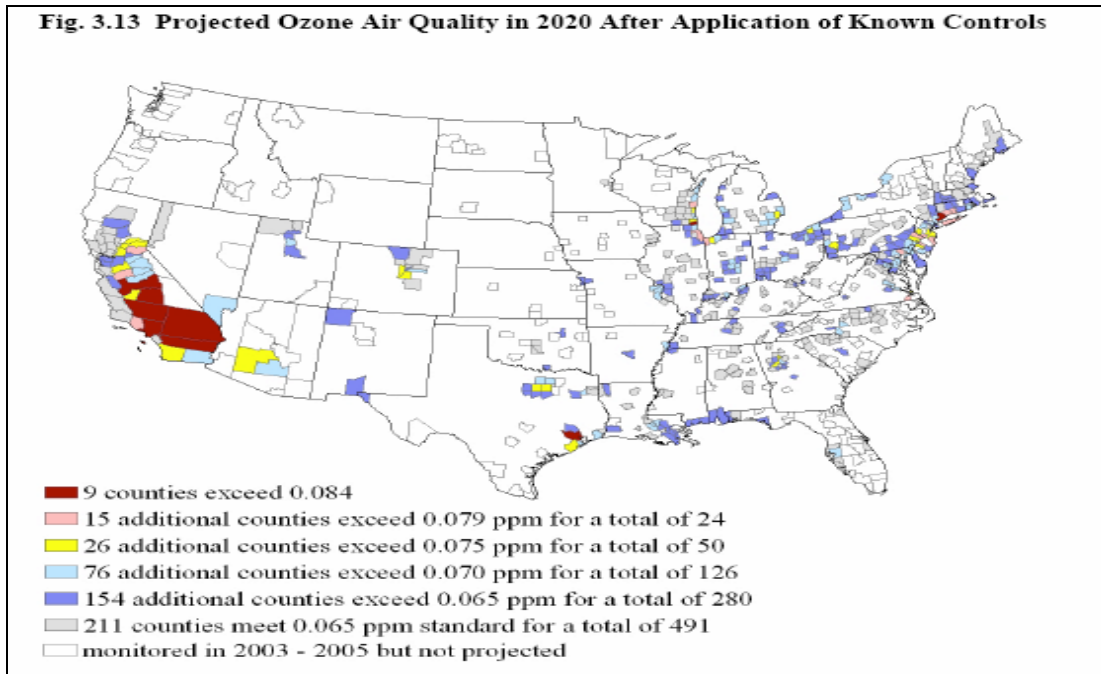 Fig. 3.13 Projected Ozone Air Quality in 2020 After Application of Known Controls
9 counties exceed 0.084
15 additional counties exceed 0.079 ppm for a total of 24
26 additional counties exceed 0.075 ppm for a total of 50
76 additional counties exceed 0.070 ppm for a total of 126
154 additional counties exceed 0.065 ppm for a total of 280
211 counties meet 0.065 ppm standard for a total of 491
monitored in 2003 - 2005 but not projected